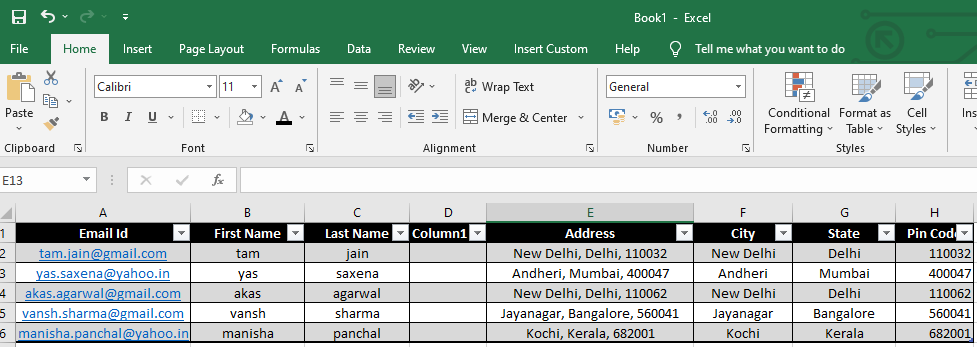 Book1 - Excel
File Home Insert Page Layout Formulas Data Review View Insert Custom Help Tell me what you want to do
Calibri 11 A A ab Wrap Text General Conditional Format as Cell
Paste B I U A Merge & Center % , Formatting Table Styles
Clipboard Font Alignment Number Styles
E13 fx
A B C D E F G H
1 Email Id First Name Last Name Column1 Address City State Pin Code
2 tam.jain@gmail.com tam jain New Delhi, Delhi, 110032 New Delhi Delhi 110032
3 yas.saxena@yahoo.in yas saxena Andheri, Mumbai, 400047 Andheri Mumbai 400047
4 akas.agarwal@gmail.com akas agarwal New Delhi, Delhi, 110062 New Delhi Delhi 110062
5 vansh.sharma@gmail.com vansh sharma Jayanagar, Bangalore, 560041 Jayanagar Bangalore 560041
6 manisha.panchal@yahoo.in manisha panchal Kochi, Kerala, 682001 Kochi Kerala 682001